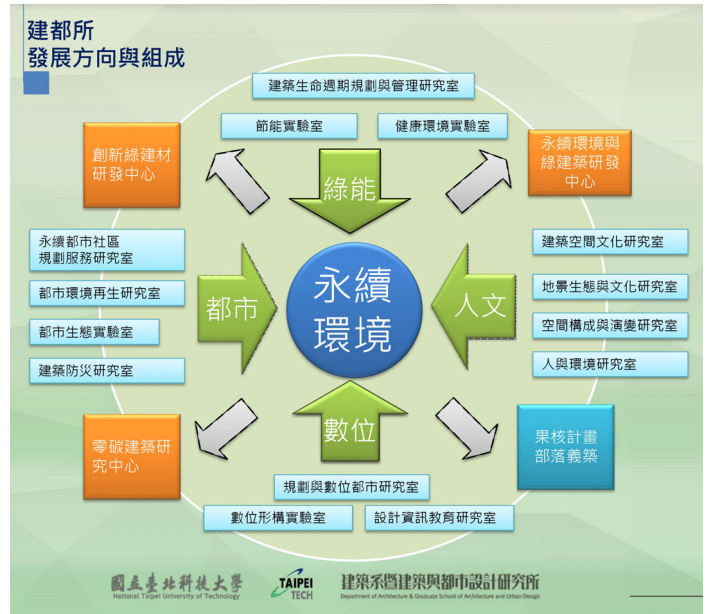 建都所
發展方向與組成
建築生命週期規劃與管理研究室
節能實驗室
健康環境實驗室
創新綠建材
研發中心
綠能
永續環境與
綠建築研發
中心
永續都市社區
規劃服務研究室
都市環境再生研究室
都市生態實驗室
建築防災研究室
都市
永續
環境
人文
建築空間文化研究室
地景生態與文化研究室
空間構成與演變研究室
人與環境研究室
零碳建築研
究中心
數位
果核計畫
部落義築
規劃與數位都市研究室
數位形構實驗室
設計資訊教育研究室
國立臺北科技大學
National Taipei University of Technology
TAIPEI
TECH
建築系暨建築與都市設計研究所
Department of Architecture & Graduate School of Architecture and Urban Design